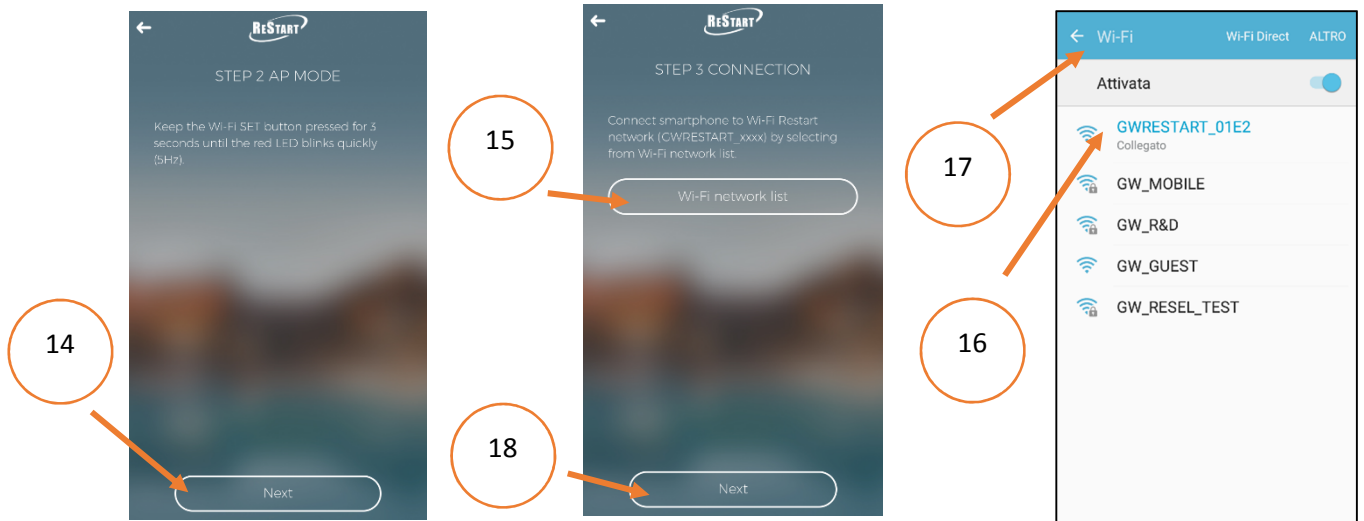 RESTART
STEP 2 AP MODE
Keep the Wi-Fi SET button pressed for 3
seconds until the red LED blinks quickly
(5Hz).
14
Next
RESTART
STEP 3 CONNECTION
Connect smartphone to Wi-Fi Restart
network (GWRESTART_xxxx) by selecting
from Wi-Fi network list
15
Wi-Fi network list
18
Next
Wi-Fi
Wi-Fi Direct
ALTRO
Attivata
17
GWRESTART_01E2
Collegato
GW_MOBILE
GW_R&D
GW_GUEST
GW_RESEL_TEST
16